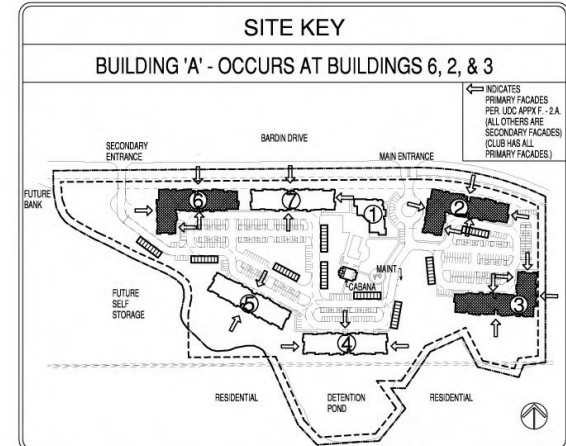 SITE KEY
BUILDING 'A' - OCCURS AT BUILDINGS 6, 2, & 3
INDICATES
PRIMARY FACADES
PER. UDC APPX F. - 2.A.
(ALL OTHERS ARE
SECONDARY FACADES)
(CLUB HAS ALL
PRIMARY FACADES.)
BARDIN DRIVE
SECONDARY
ENTRANCE
MAIN ENTRANCE
FUTURE
BANK
6
7
1
2
MAINT.
CABANA
FUTURE
SELF
STORAGE
5
3
4
RESIDENTIAL
DETENTION
POND
RESIDENTIAL